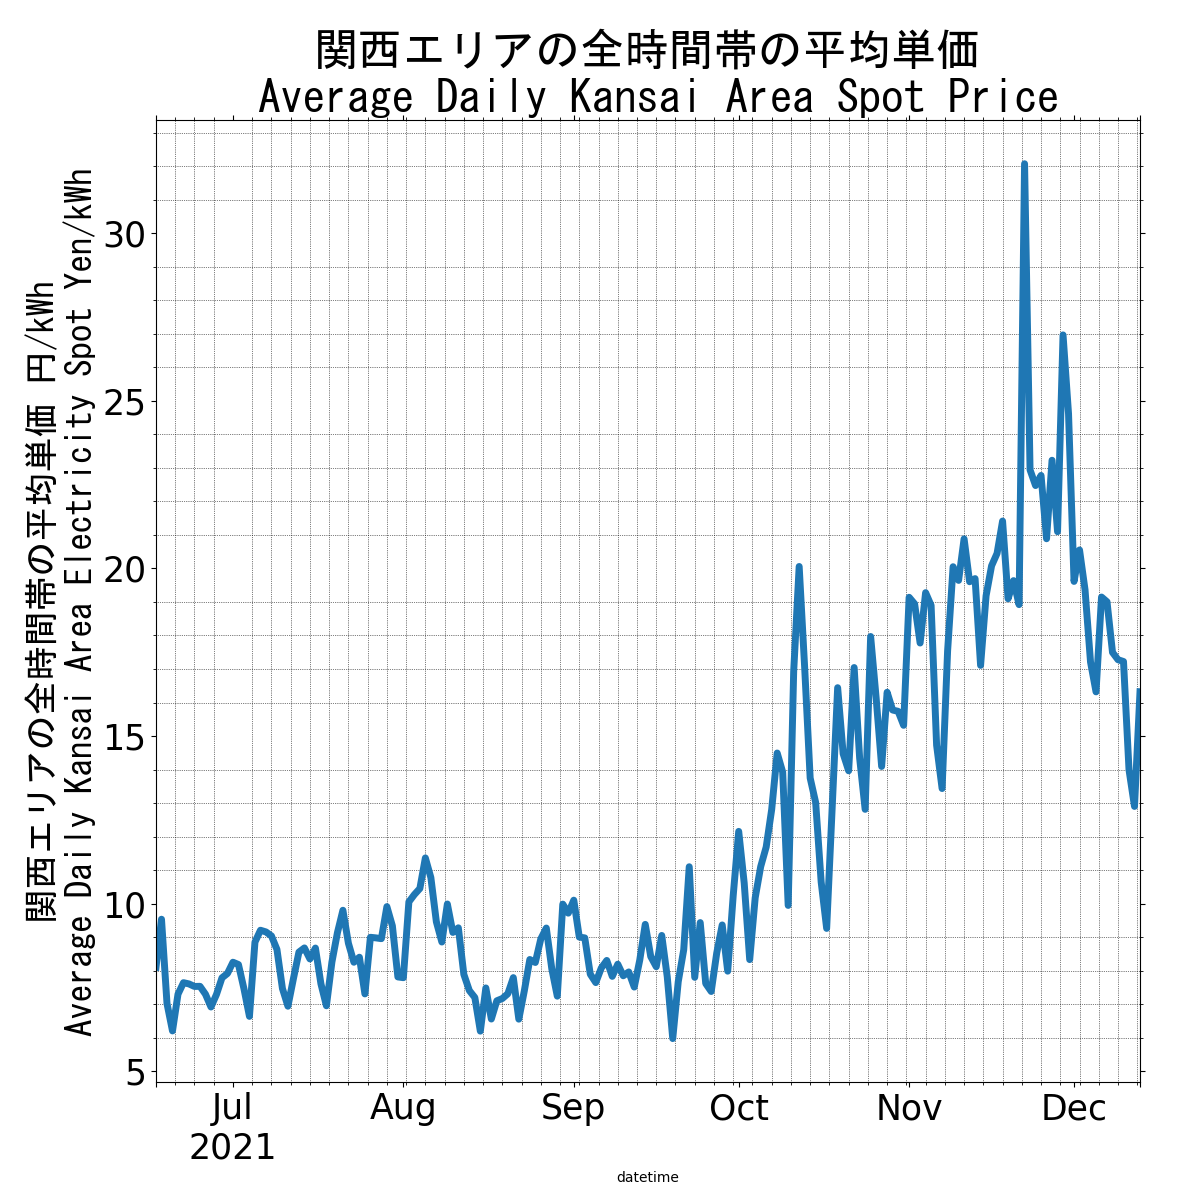 関西エリアの全時間帯の平均単価
Average Daily Kansai Area Spot Price
関西エリアの全時間帯の平均単価 円/kWh
Average Daily Kansai Area Electricity Spot Yen/kWh
30
25
20
15
10
5
Jul
2021
Aug
Sep
Oct
Nov
Dec
datetime